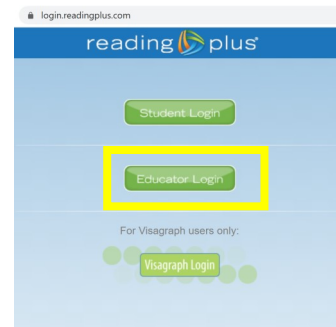 login.readingplus.com
reading plus®
Student Login
Educator Login
For Visagraph users only:
Visagraph Login